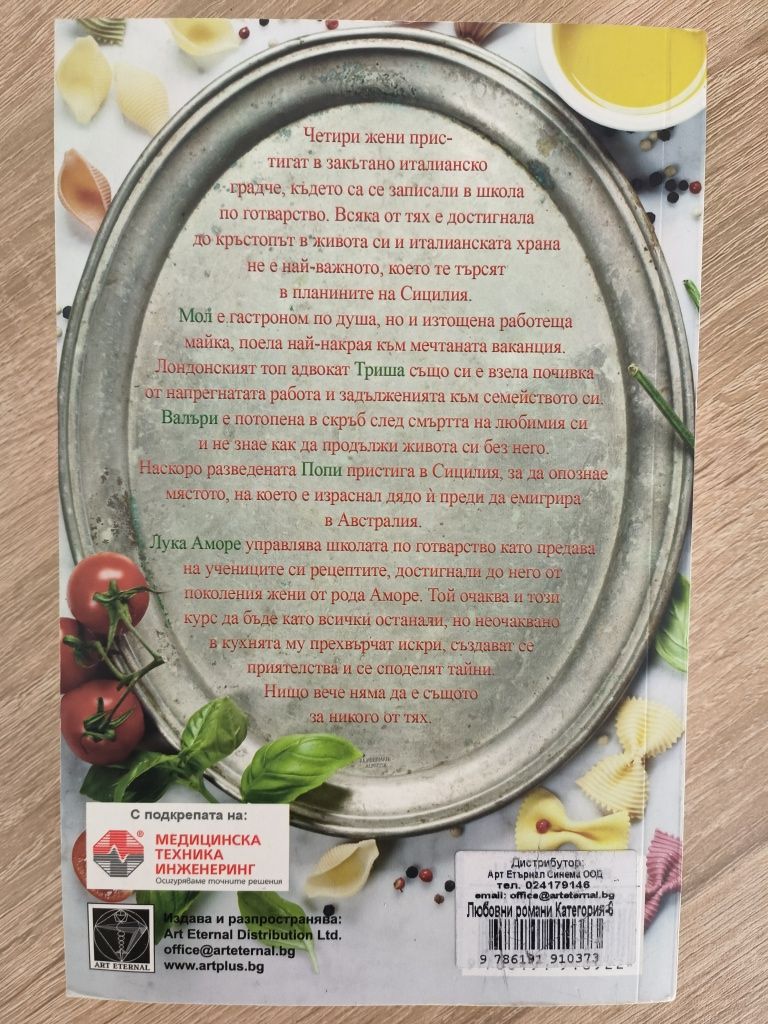 Четири жени прис-
тигат в закътано италианско
градче, където са се записали в школа
по готварство. Всяка от тях е достигнала
до кръстопът в живота си и италианската храна
не е най-важното, което те търсят
в планините на Сицилия.
Мол е гастроном по душа, но и изтощена работеща
майка, поела най-накрая към мечтаната ваканция.
Лондонският топ адвокат Триша също си е взела почивка
от напрегнатата работа и задълженията към семейството си.
Валъри е потопена в скръб след смъртта на любимия си
и не знае как да продължи живота си без него.
Наскоро разведената Попи пристига в Сицилия, за да опознае
мястото, на което е израснал дядо ѝ преди да емигрира
в Австралия.
Лука Аморе управлява школата по готварство като предава
на учениците си рецептите, достигнали до него от
поколения жени от рода Аморе. Той очаква и този
курс да бъде като всички останали, но неочаквано
в кухнята му прехвърчат искри, създават се
приятелства и се споделят тайни.
Нищо вече няма да е същото
за никого от тях.
С подкрепата на:
®
МЕДИЦИНСКА
ТЕХНИКА
ИНЖЕНЕРИНГ
Осигуряваме точните решения
ART ETERNAL
Издава и разпространява:
Art Eternal Distribution Ltd.
office@arteternal.bg
www.artplus.bg
Дистрибутор:
Арт Етърнал Синема ООД
тел. 024179146
email: office@arteternal.bg
Любовни романи Категория-6
9 786191 910373